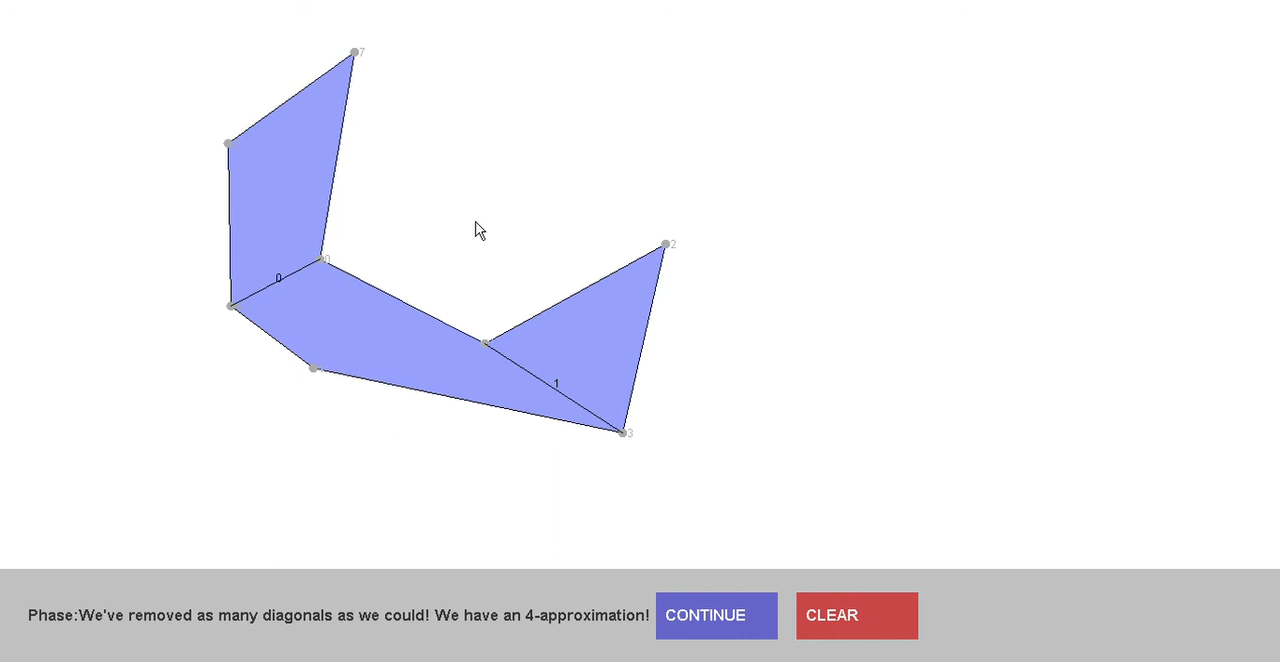 7
2
0
0
1
3
Phase:We've removed as many diagonals as we could! We have an 4-approximation!
CONTINUE
CLEAR